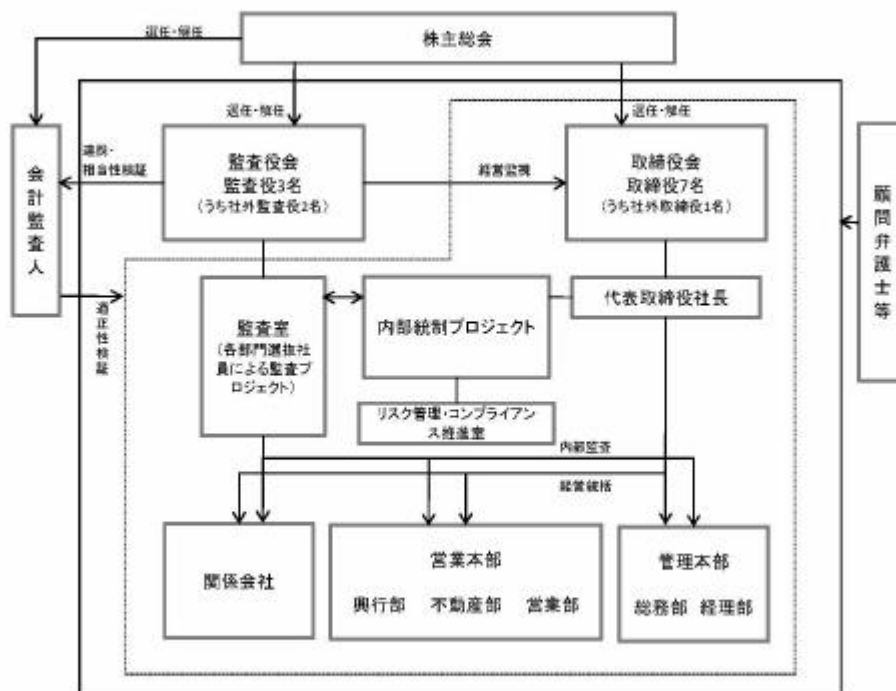 選任・解任
株主総会
選任・解任
選任・解任
会計監査人
連携・
相当性検証
監査役会
監査役3名
(うち社外監査役2名)
経営監視
取締役会
取締役7名
(うち社外取締役1名)
顧問弁護士等
適正性検証
監査室
(各部門選抜社
員による監査プ
ロジェクト)
内部統制プロジェクト
代表取締役社長
リスク管理・コンプライアン
ス推進室
内部監査
経営統括
関係会社
営業本部
興行部 不動産部 営業部
管理本部
総務部 経理部